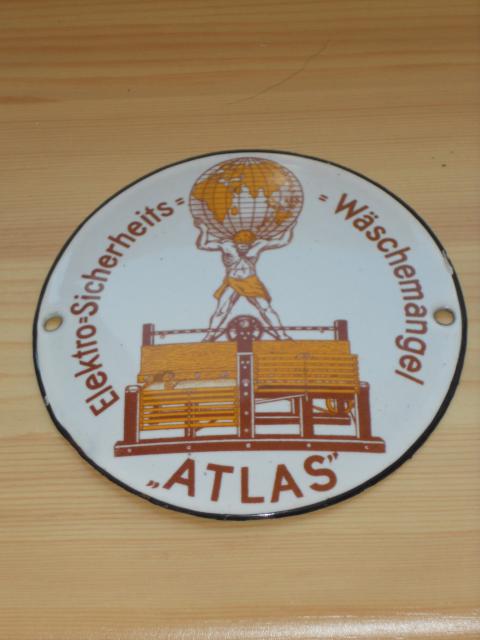 Elektro=Sicherheits= =Wäschemangel
„ATLAS”